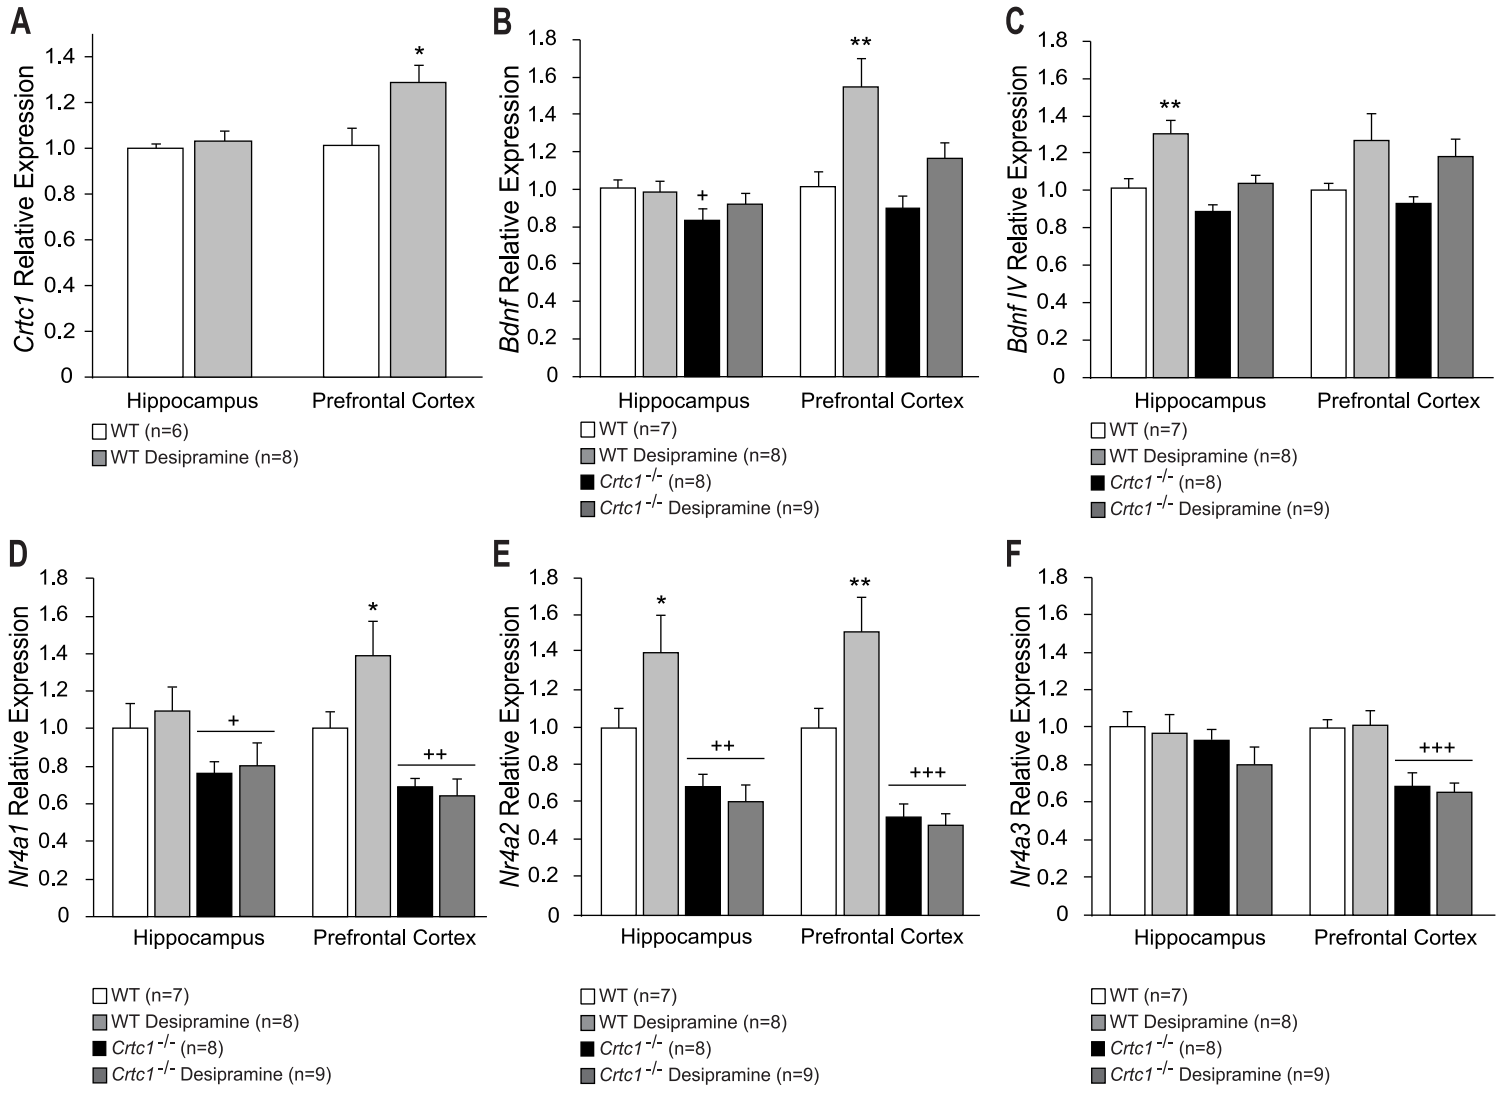 A
Crtc1 Relative Expression
1.4
1.2
1.0
0.8
0.6
0.4
0.2
0
*
Hippocampus
Prefrontal Cortex
WT (n=6)
WT Desipramine (n=8)
B
Bdnf Relative Expression
1.8
1.6
1.4
1.2
1.0
0.8
0.6
0.4
0.2
0
+
**
Hippocampus
Prefrontal Cortex
WT (n=7)
WT Desipramine (n=8)
Crtc1-/- (n=8)
Crtc1-/- Desipramine (n=9)
C
Bdnf IV Relative Expression
1.8
1.6
1.4
1.2
1.0
0.8
0.6
0.4
0.2
0
**
Hippocampus
Prefrontal Cortex
WT (n=7)
WT Desipramine (n=8)
Crtc1-/- (n=8)
Crtc1-/- Desipramine (n=9)
D
Nr4a1 Relative Expression
1.8
1.6
1.4
1.2
1.0
0.8
0.6
0.4
0.2
0
+
*
++
Hippocampus
Prefrontal Cortex
WT (n=7)
WT Desipramine (n=8)
Crtc1-/- (n=8)
Crtc1-/- Desipramine (n=9)
E
Nr4a2 Relative Expression
1.8
1.6
1.4
1.2
1.0
0.8
0.6
0.4
0.2
0
*
++
**
+++
Hippocampus
Prefrontal Cortex
WT (n=7)
WT Desipramine (n=8)
Crtc1-/- (n=8)
Crtc1-/- Desipramine (n=9)
F
Nr4a3 Relative Expression
1.8
1.6
1.4
1.2
1.0
0.8
0.6
0.4
0.2
0
+++
Hippocampus
Prefrontal Cortex
WT (n=7)
WT Desipramine (n=8)
Crtc1-/- (n=8)
Crtc1-/- Desipramine (n=9)